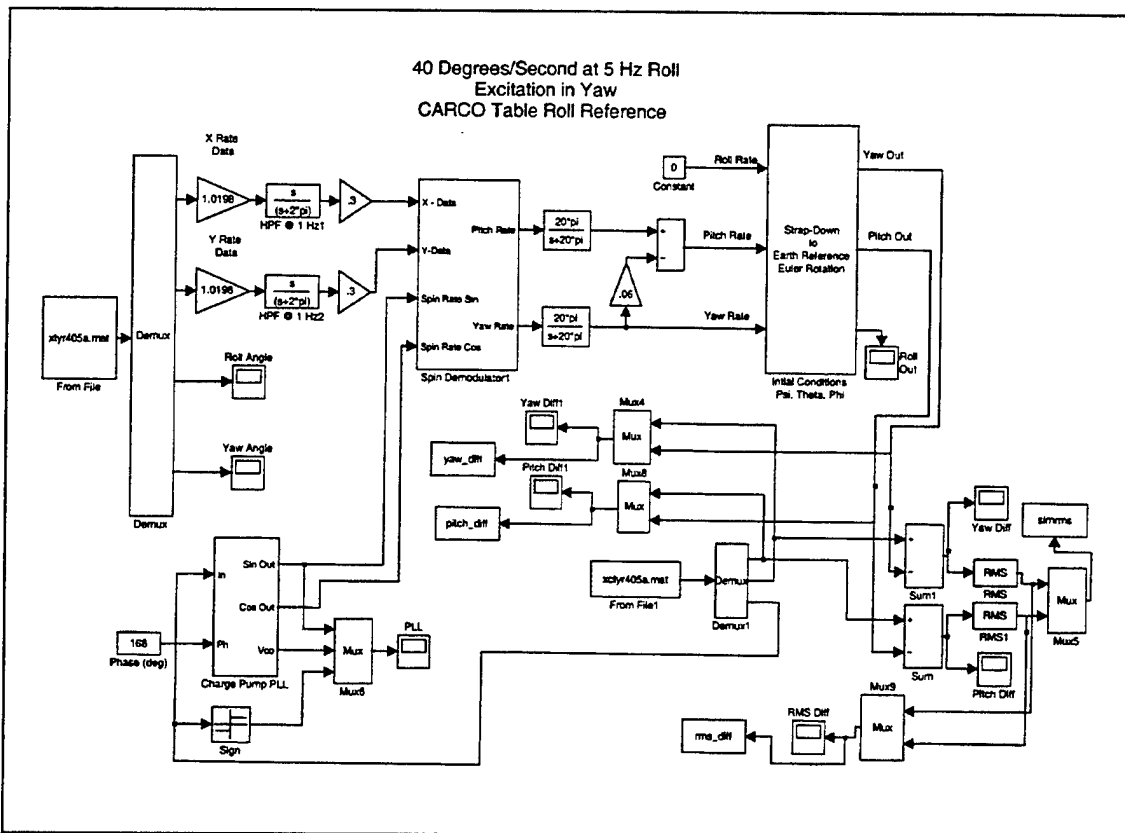 40 Degrees/Second at 5 Hz Roll
Excitation in Yaw
CARCO Table Roll Reference
X Rate
Data
1.0198
s
(s+2*pi)
HPF @ 1 Hz1
.3
Y Rate
Data
1.0198
s
(s+2*pi)
HPF @ 1 Hz2
.3
xtyr405a.mat
From File
Demux
Demux
Roll Angle
Yaw Angle
X - Data
Y-Data
Spin Rate Sin
Spin Rate Cos
Pitch Rate
Yaw Rate
Spin Demodulator1
20*pi
s+20*pi
20*pi
s+20*pi
.06
+
−
0
Constant
Roll Rate
Pitch Rate
Yaw Rate
Strap-Down
to
Earth Reference
Euler Rotation
Intial Conditions
Psi, Theta, Phi
Yaw Out
Pitch Out
Roll
Out
Yaw Diff1
yaw_diff
Mux4
Mux
Pitch Diff1
pitch_diff
Mux8
Mux
xctyr405a.mat
From File1
Demux
Demux1
+
−
Sum1
Yaw Diff
+
−
Sum
Pitch Diff
RMS
RMS
RMS
RMS1
simrms
Mux
Mux5
Mux9
Mux
RMS Diff
rms_diff
168
Phase (deg)
In
Ph
Sin Out
Cos Out
Vco
Charge Pump PLL
Sign
Mux
Mux6
PLL